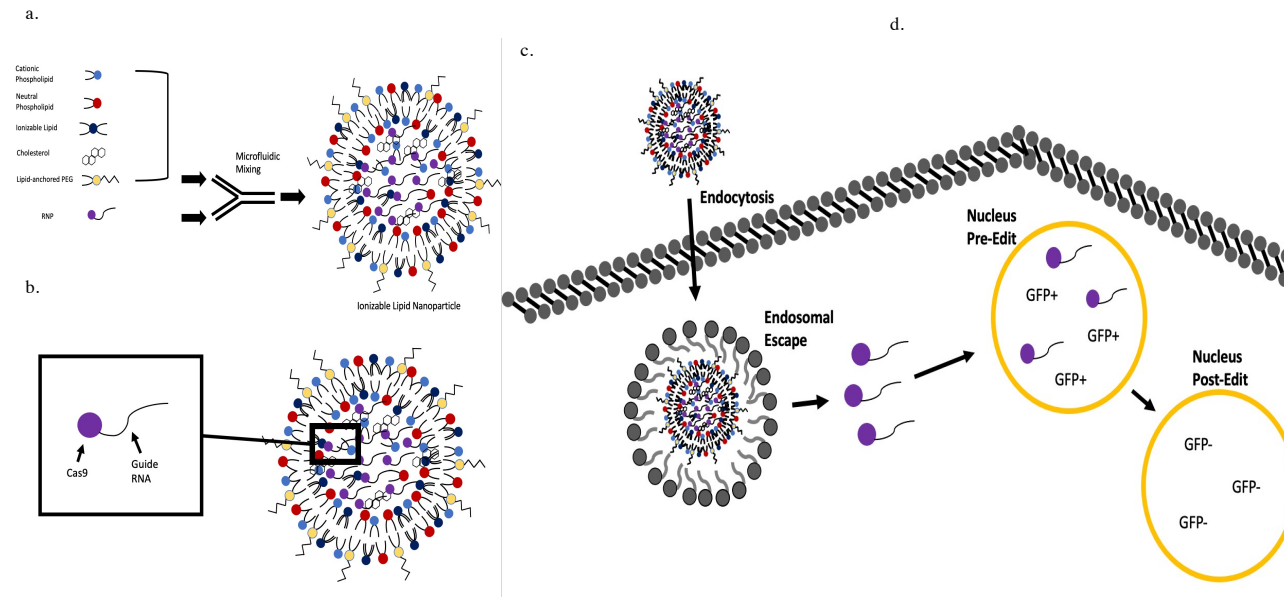 a.
Cationic
Phospholipid
Neutral
Phospholipid
Ionizable Lipid
Cholesterol
Lipid-anchored PEG
RNP
Microfluidic
Mixing
Ionizable Lipid Nanoparticle
b.
Cas9
Guide
RNA
c.
Endocytosis
Endosomal
Escape
d.
Nucleus
Pre-Edit
GFP+
GFP+
GFP+
Nucleus
Post-Edit
GFP-
GFP-
GFP-